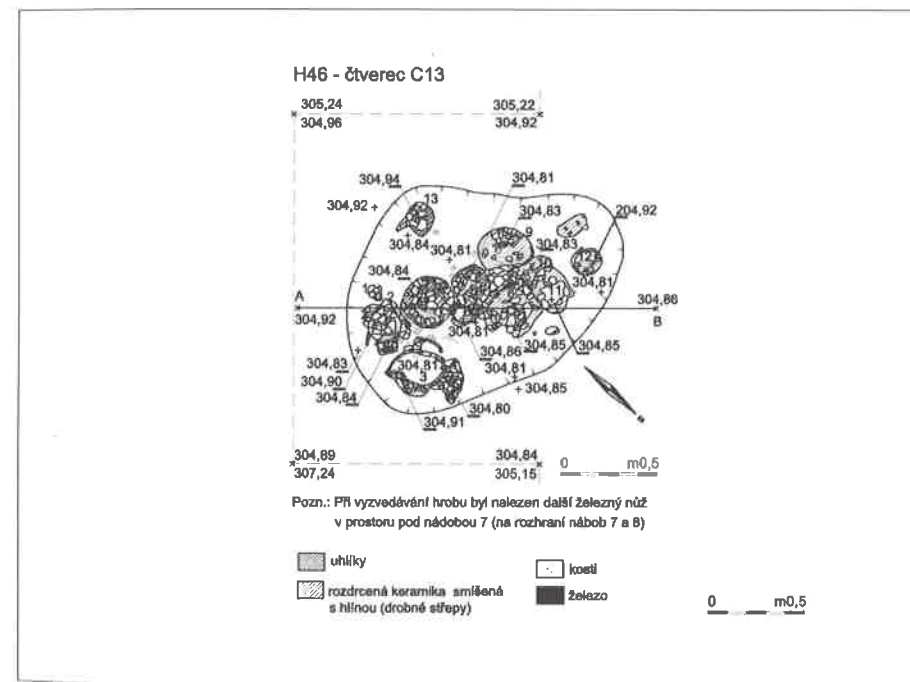 H46 - čtverec C13
305,24 305,22
304,96 304,92
304,94 304,81
13
304,92 304,83 204,92
9
304,84 304,81 304,83
12
304,84 304,81
11
A 304,86
304,92 B
304,81 304,85
304,86 304,85
304,83 304,81 304,81
3
304,90 304,85
304,84 304,80
304,91
304,89 304,84
307,24 305,15
0 m0,5
Pozn.: Při vyzvedávání hrobu byl nalezen další železný nůž
v prostoru pod nádobou 7 (na rozhraní nábob 7 a 8)
uhlíky kosti
rozdrcená keramika smíšená železo
s hlínou (drobné střepy)
0 m0,5